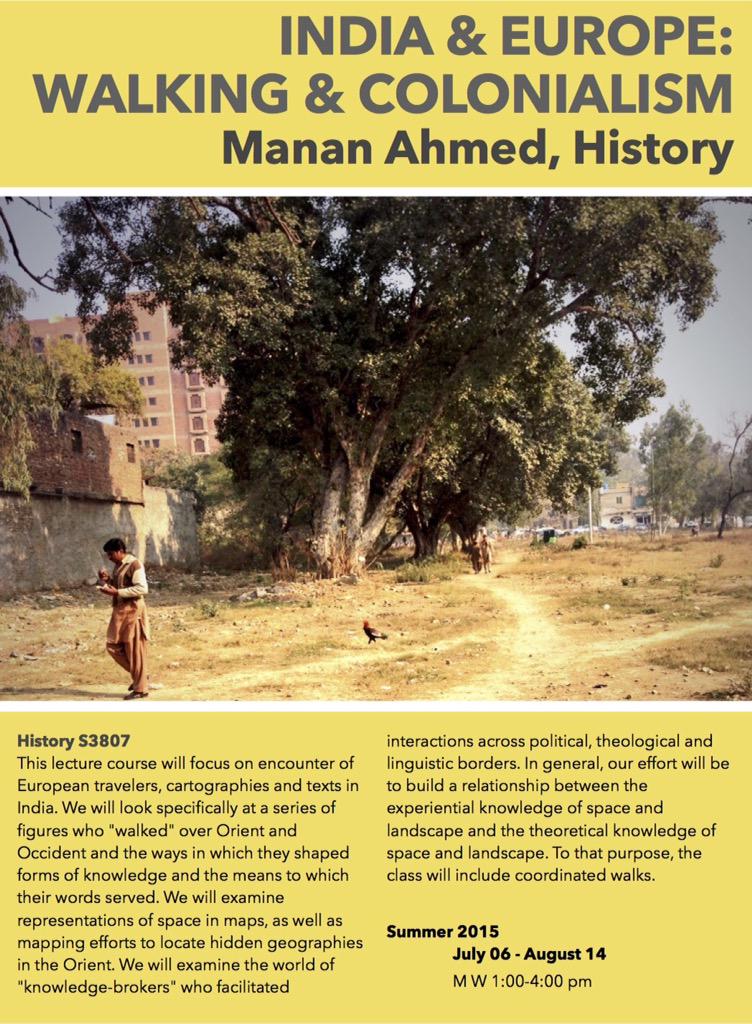 INDIA & EUROPE:
WALKING & COLONIALISM
Manan Ahmed, History
History S3807
This lecture course will focus on encounter of
European travelers, cartographies and texts in
India. We will look specifically at a series of
figures who "walked" over Orient and
Occident and the ways in which they shaped
forms of knowledge and the means to which
their words served. We will examine
representations of space in maps, as well as
mapping efforts to locate hidden geographies
in the Orient. We will examine the world of
"knowledge-brokers" who facilitated
interactions across political, theological and
linguistic borders. In general, our effort will be
to build a relationship between the
experiential knowledge of space and
landscape and the theoretical knowledge of
space and landscape. To that purpose, the
class will include coordinated walks.
Summer 2015
July 06 - August 14
M W 1:00-4:00 pm